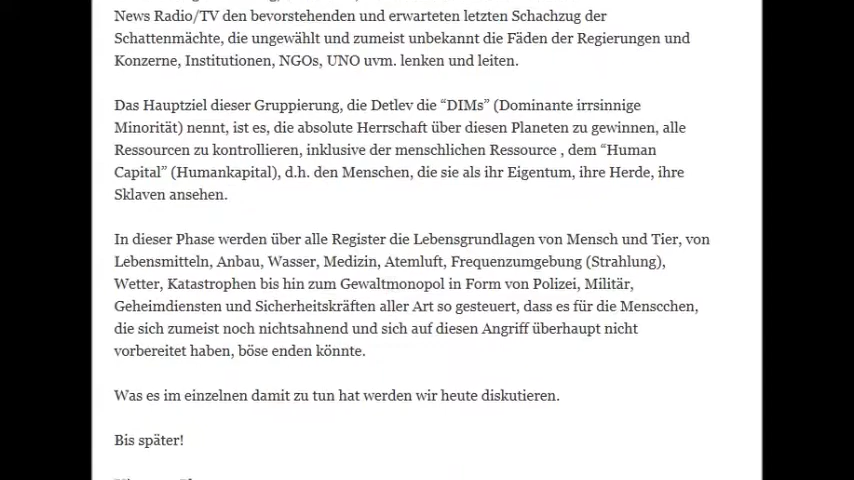 News Radio/TV den bevorstehenden und erwarteten letzten Schachzug der
Schattenmächte, die ungewählt und zumeist unbekannt die Fäden der Regierungen und
Konzerne, Institutionen, NGOs, UNO uvm. lenken und leiten.
Das Hauptziel dieser Gruppierung, die Detlev die “DIMs” (Dominante irrsinnige
Minorität) nennt, ist es, die absolute Herrschaft über diesen Planeten zu gewinnen, alle
Ressourcen zu kontrollieren, inklusive der menschlichen Ressource , dem “Human
Capital” (Humankapital), d.h. den Menschen, die sie als ihr Eigentum, ihre Herde, ihre
Sklaven ansehen.
In dieser Phase werden über alle Register die Lebensgrundlagen von Mensch und Tier, von
Lebensmitteln, Anbau, Wasser, Medizin, Atemluft, Frequenzumgebung (Strahlung),
Wetter, Katastrophen bis hin zum Gewaltmonopol in Form von Polizei, Militär,
Geheimdiensten und Sicherheitskräften aller Art so gesteuert, dass es für die Menscchen,
die sich zumeist noch nichtsahnend und sich auf diesen Angriff überhaupt nicht
vorbereitet haben, böse enden könnte.
Was es im einzelnen damit zu tun hat werden wir heute diskutieren.
Bis später!